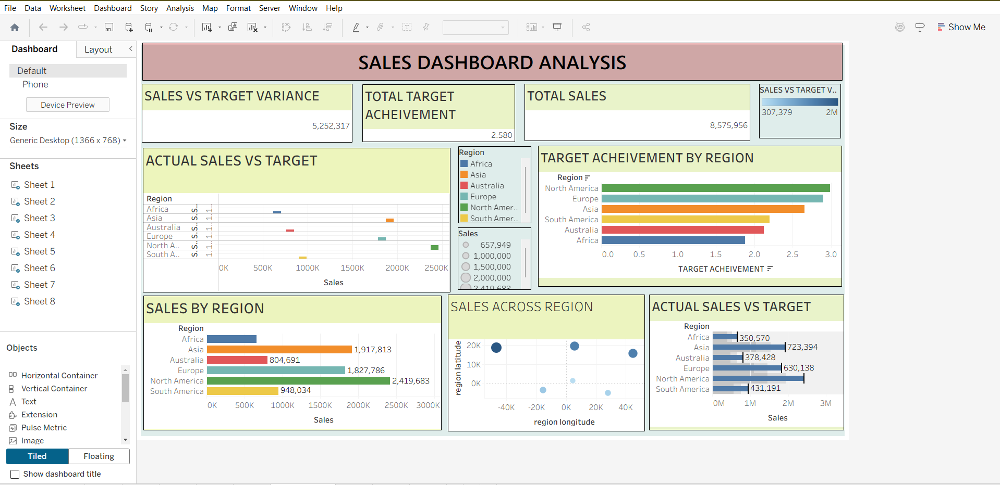 File Data Worksheet Dashboard Story Analysis Map Format Server Window Help
Show Me
Dashboard
Layout
Default
Phone
Device Preview
Size
Generic Desktop (1366 x 768)
Sheets
Sheet 1
Sheet 2
Sheet 3
Sheet 4
Sheet 5
Sheet 6
Sheet 7
Sheet 8
Objects
Horizontal Container
Vertical Container
Text
Extension
Pulse Metric
Image
Tiled
Floating
Show dashboard title
SALES DASHBOARD ANALYSIS
SALES VS TARGET VARIANCE
5,252,317
TOTAL TARGET
ACHEIVEMENT
2.580
TOTAL SALES
8,575,956
SALES VS TARGET V..
307,379 2M
ACTUAL SALES VS TARGET
Region
Africa S.. 1..
Asia S.. 1..
Australia S.. 1..
Europe S.. 1..
North A.. S.. 1..
South A.. S.. 1..
0K 500K 1000K 1500K 2000K 2500K
Sales
Region
Africa
Asia
Australia
Europe
North Amer..
South Amer..
Sales
657,949
1,000,000
1,500,000
2,000,000
2,419,683
TARGET ACHEIVEMENT BY REGION
Region
North America
Europe
Asia
South America
Australia
Africa
0.0 0.5 1.0 1.5 2.0 2.5 3.0
TARGET ACHEIVEMENT
SALES BY REGION
Region
Africa
Asia 1,917,813
Australia 804,691
Europe 1,827,786
North America 2,419,683
South America 948,034
0K 500K 1000K 1500K 2000K 2500K 3000K
Sales
SALES ACROSS REGION
region latitude
20K
10K
0K
-40K -20K 0K 20K 40K
region longitude
ACTUAL SALES VS TARGET
Region
Africa 350,570
Asia 723,394
Australia 378,428
Europe 630,138
North America
South America 431,191
0M 1M 2M 3M
Sales